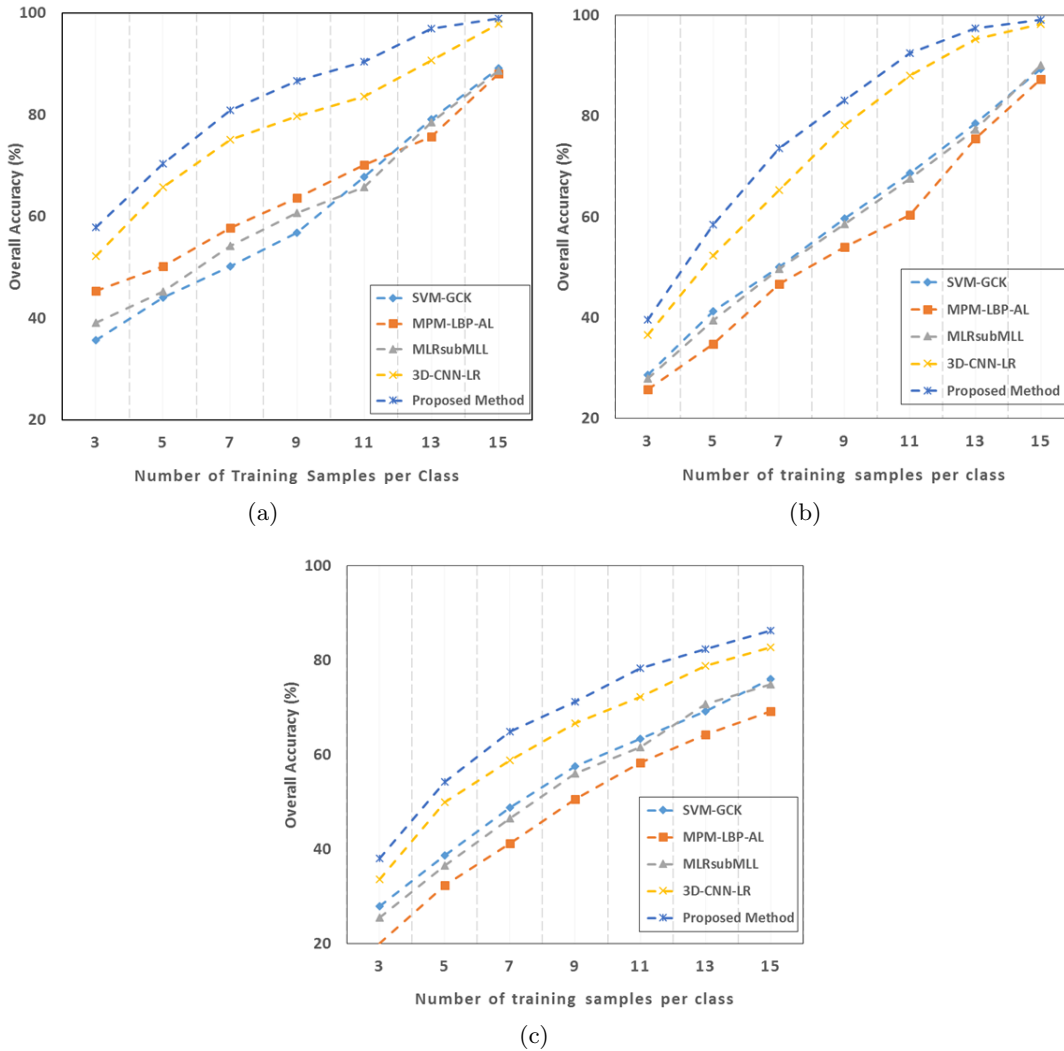 100
80
60
40
20
Overall Accuracy (%)
3 5 7 9 11 13 15
Number of Training Samples per Class
SVM-GCK
MPM-LBP-AL
MLRsubMLL
3D-CNN-LR
Proposed Method
(a)
100
80
60
40
20
Overall Accuracy (%)
3 5 7 9 11 13 15
Number of training samples per class
SVM-GCK
MPM-LBP-AL
MLRsubMLL
3D-CNN-LR
Proposed Method
(b)
100
80
60
40
20
Overall Accuracy (%)
3 5 7 9 11 13 15
Number of training samples per class
SVM-GCK
MPM-LBP-AL
MLRsubMLL
3D-CNN-LR
Proposed Method
(c)